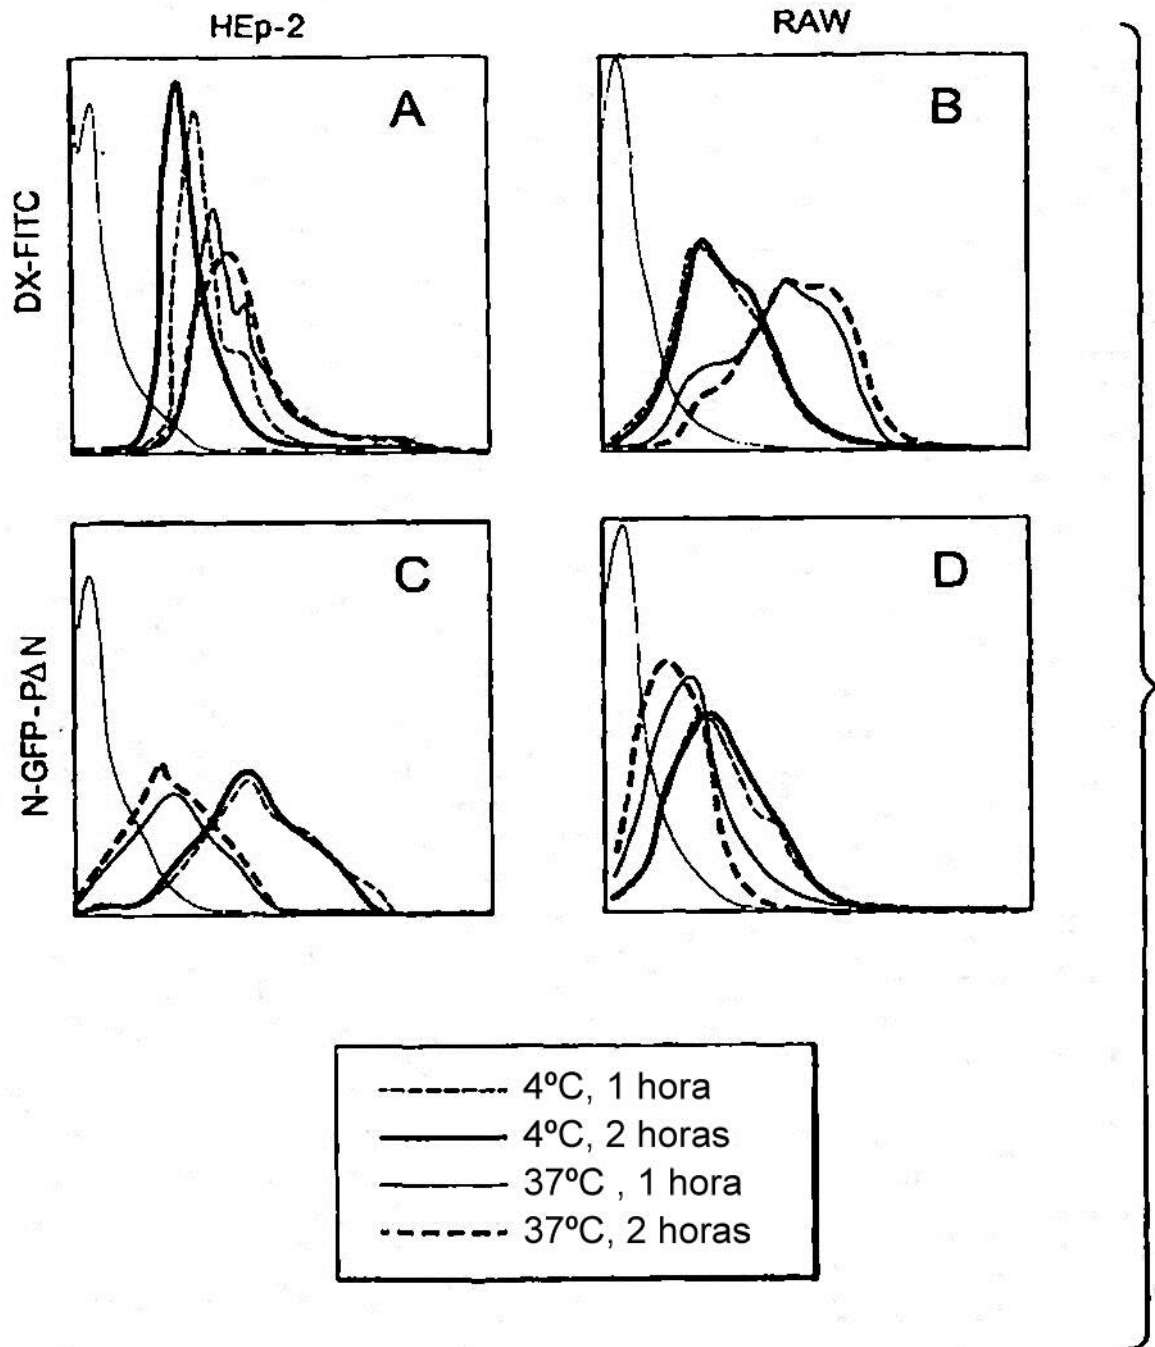 HEp-2
RAW
DX-FITC
A
B
N-GFP-PΔN
C
D
4ºC, 1 hora
4ºC, 2 horas
37ºC , 1 hora
37ºC, 2 horas